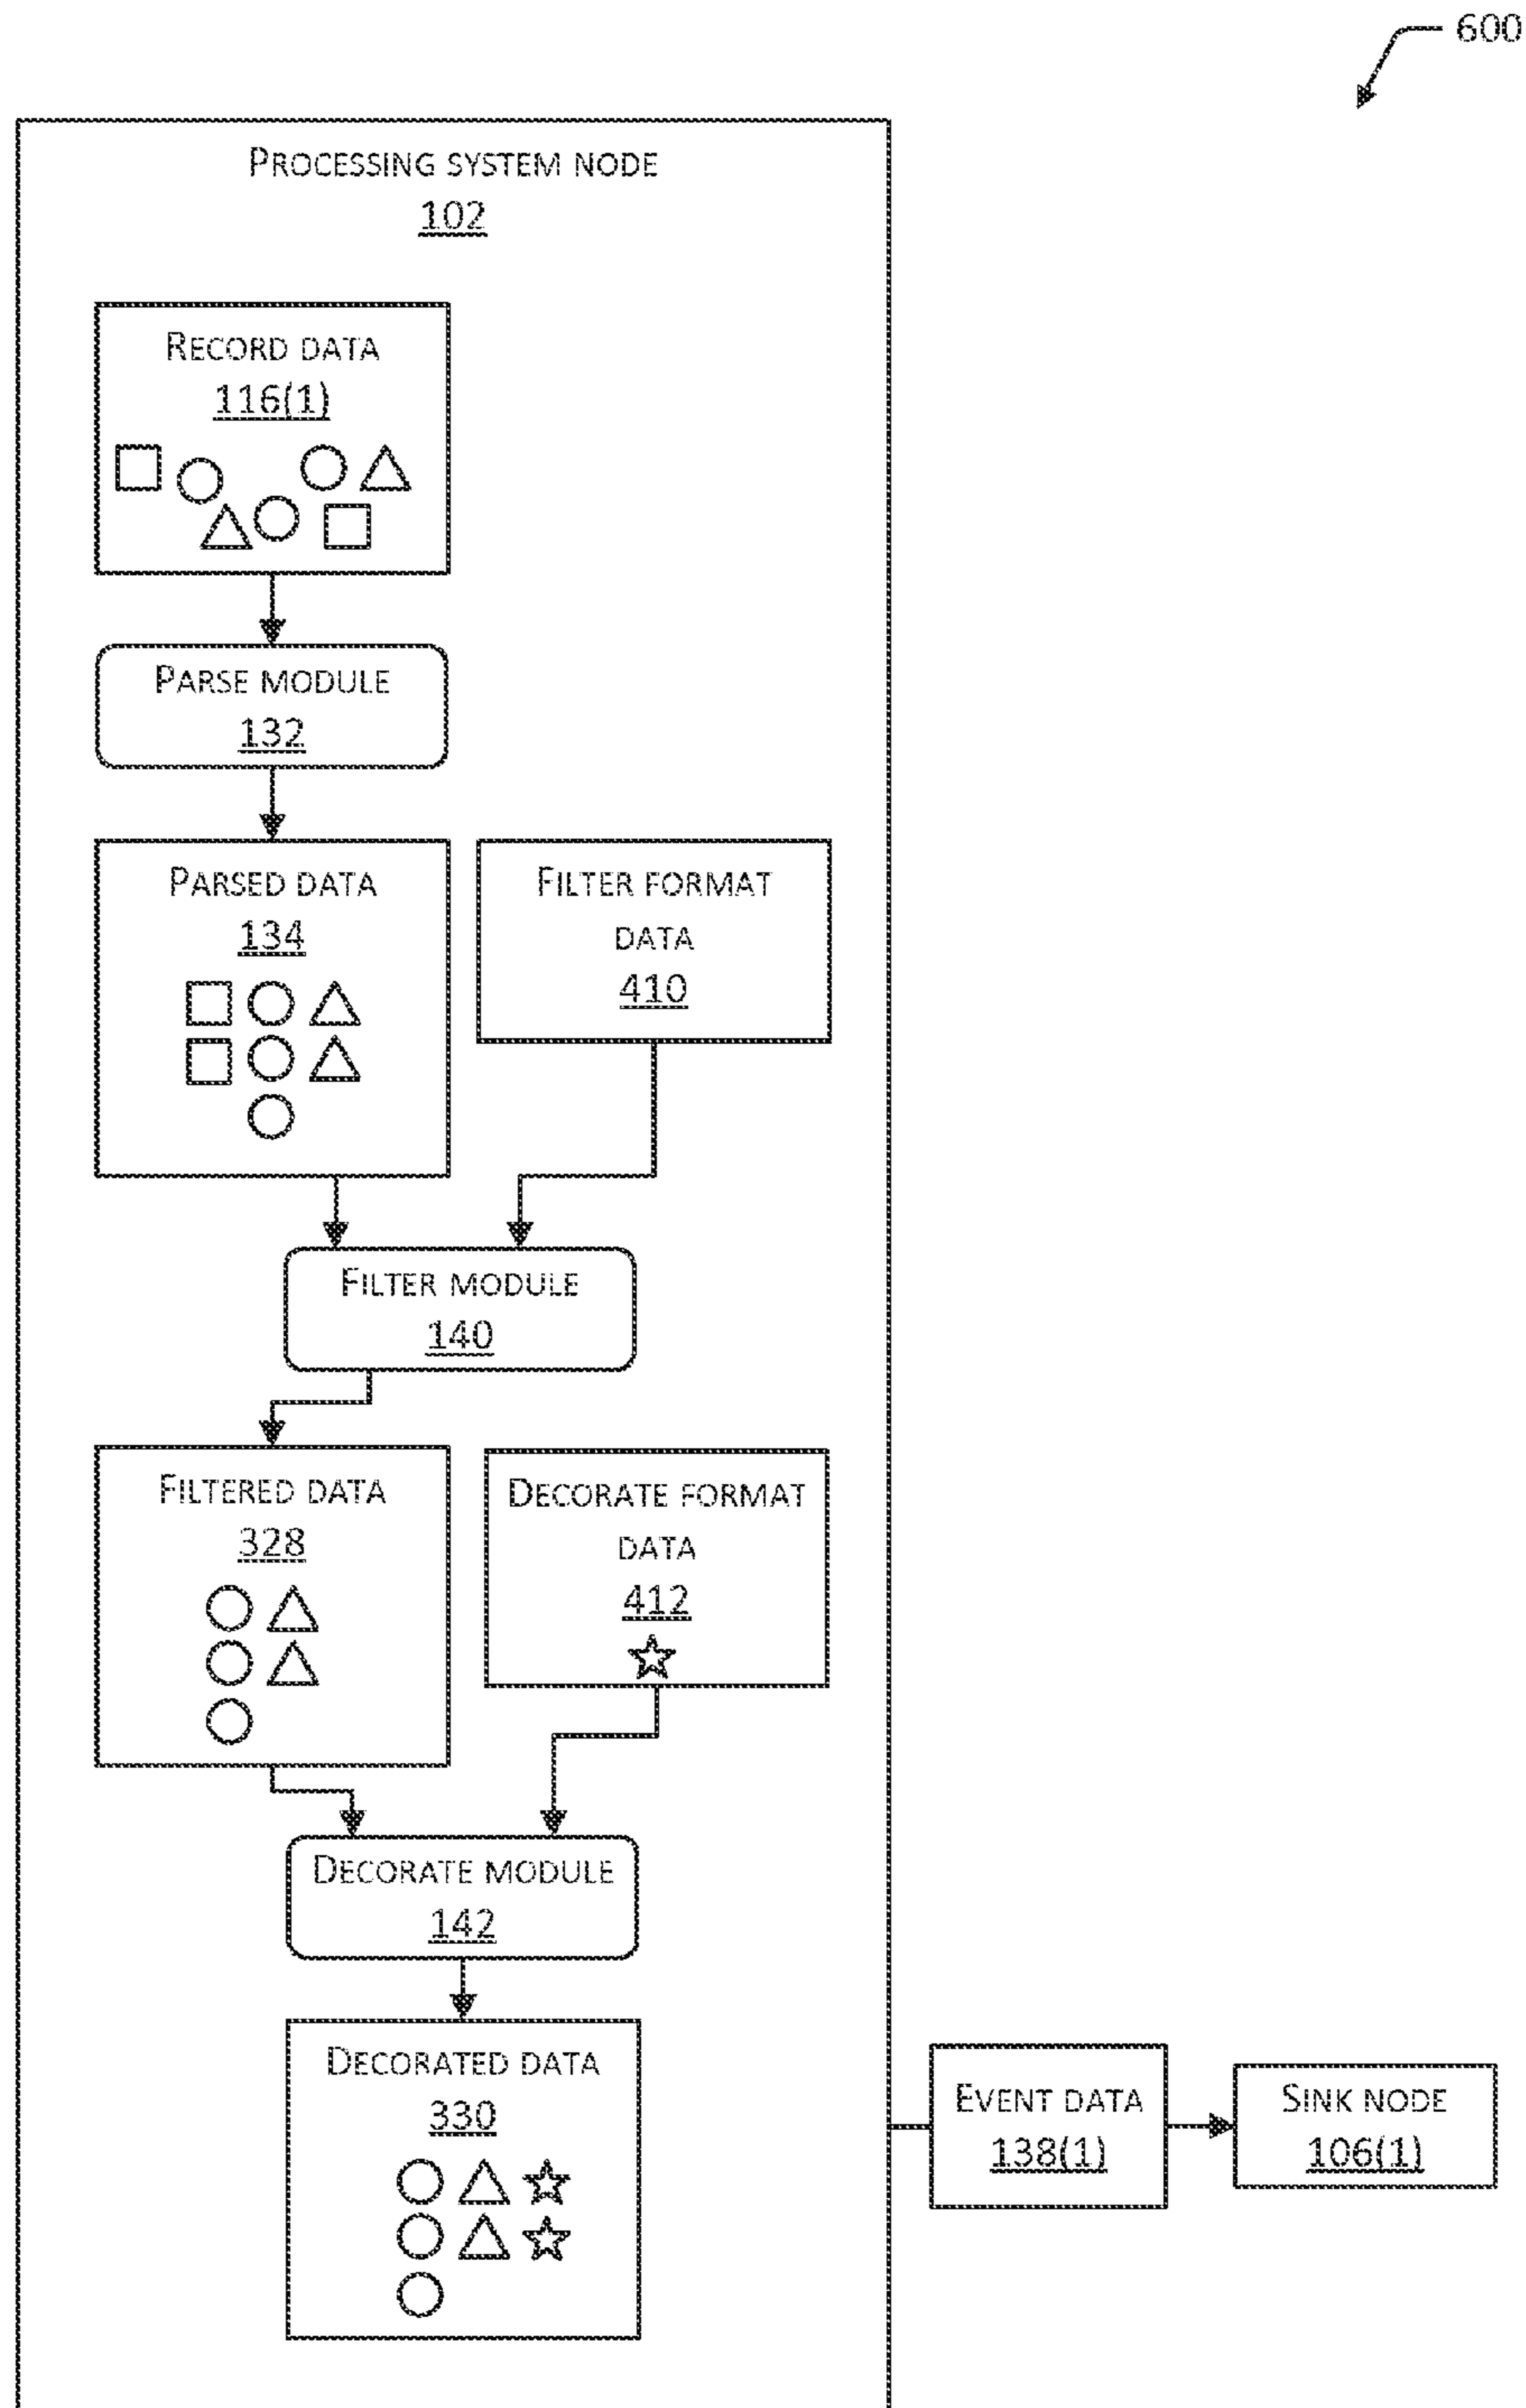 600
PROCESSING SYSTEM NODE
102
RECORD DATA
116(1)
PARSE MODULE
132
PARSED DATA
134
FILTER FORMAT
DATA
410
FILTER MODULE
140
FILTERED DATA
328
DECORATE FORMAT
DATA
412
DECORATE MODULE
142
DECORATED DATA
330
EVENT DATA
138(1)
SINK NODE
106(1)